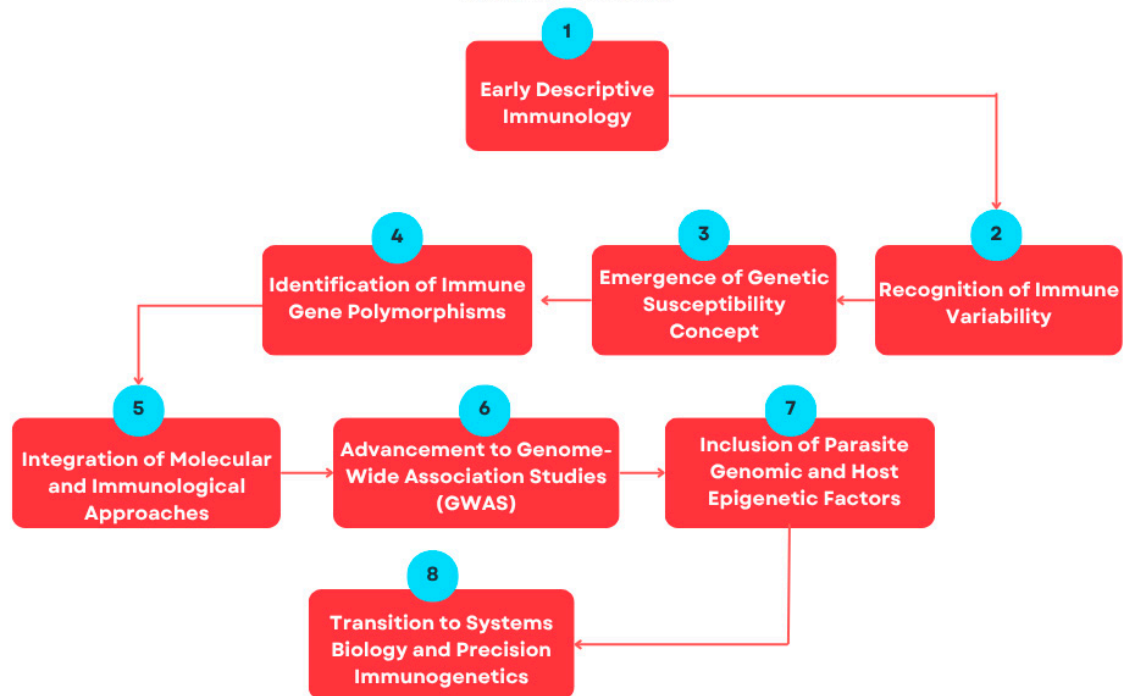 1
Early Descriptive
Immunology
2
Recognition of Immune
Variability
3
Emergence of Genetic
Susceptibility
Concept
4
Identification of Immune
Gene Polymorphisms
5
Integration of Molecular
and Immunological
Approaches
6
Advancement to Genome-
Wide Association Studies
(GWAS)
7
Inclusion of Parasite
Genomic and Host
Epigenetic Factors
8
Transition to Systems
Biology and Precision
Immunogenetics